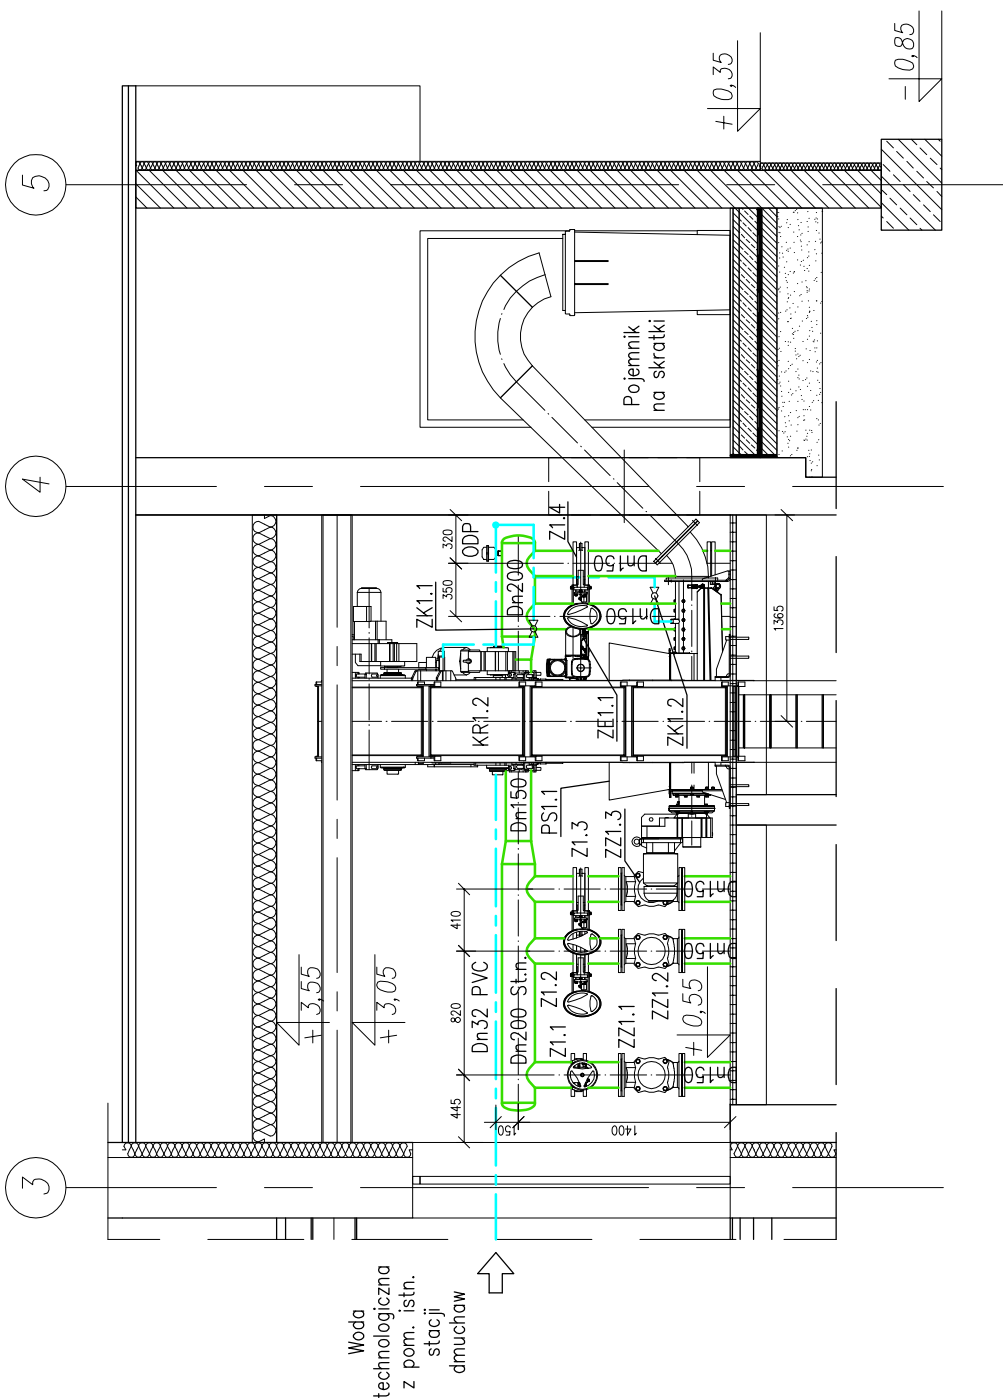 5
4
3
+ 0,35
- 0,85
Pojemnik
na skratki
320
ODP
350
ZK1.1
Dn200
Z1.4
Dn150
Dn150
1365
KR1.2
ZE1.1
ZK1.2
Dn150
PS1.1
Z1.3
ZZ1.3
Dn150
410
820
445
+ 3,55
+ 3,05
Dn32 PVC
Dn200 St.n.
Z1.2
Z1.1
ZZ1.2
ZZ1.1
Dn150
+ 0,55
Dn150
150
1400
Woda
technologiczna
z pom. istn.
stacji
dmuchaw